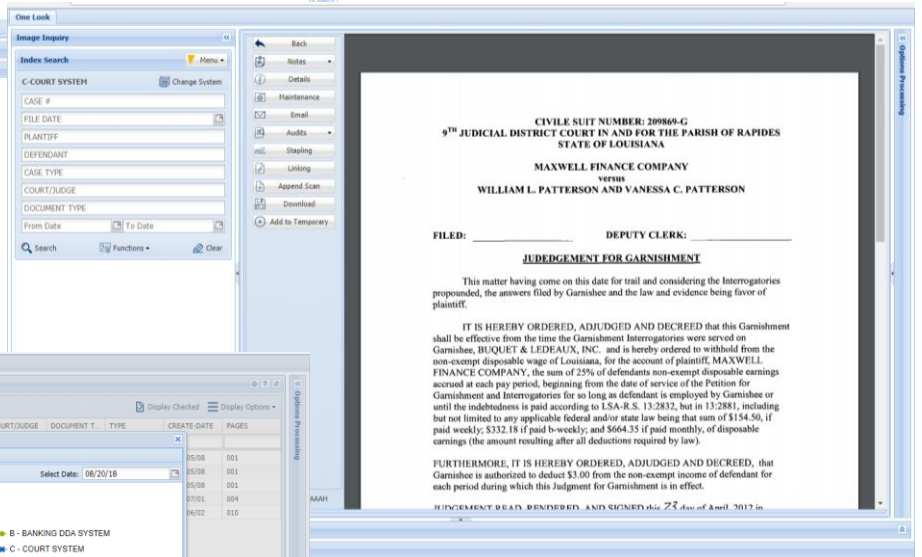 One Look
Image Inquiry
Index Search
Menu
C-COURT SYSTEM
Change System
CASE #
FILE DATE
PLANTIFF
DEFENDANT
CASE TYPE
COURT/JUDGE
DOCUMENT TYPE
From Date
To Date
Search
Functions
Clear
Back
Notes
Details
Maintenance
Email
Audits
Stapling
Linking
Append Scan
Download
Add to Temporary
CIVILE SUIT NUMBER: 209869-G
9TH JUDICIAL DISTRICT COURT IN AND FOR THE PARISH OF RAPIDES
STATE OF LOUISIANA
MAXWELL FINANCE COMPANY
versus
WILLIAM L. PATTERSON AND VANESSA C. PATTERSON
FILED:
DEPUTY CLERK:
JUDEDGEMENT FOR GARNISHMENT
This matter having come on this date for trail and considering the Interrogatories
propounded, the answers filed by Garnishee and the law and evidence being favor of
plaintiff.
IT IS HEREBY ORDERED, ADJUDGED AND DECREED that this Garnishment
shall be effective from the time the Garnishment Interrogatories were served on
Garnishee, BUQUET & LEDEAUX, INC. and is hereby ordered to withhold from the
non-exempt disposable wage of Louisiana, for the account of plaintiff, MAXWELL
FINANCE COMPANY, the sum of 25% of defendants non-exempt disposable earnings
accrued at each pay period, beginning from the date of service of the Petition for
Garnishment and Interrogatories for so long as defendant is employed by Garnishee or
until the indebtedness is paid according to LSA-R.S. 13:2832, but in 13:2881, including
but not limited to any applicable federal and/or state law being that sum of $154.50, if
paid weekly; $332.18 if paid b-weekly; and $664.35 if paid monthly, of disposable
earnings (the amount resulting after all deductions required by law).
FURTHERMORE, IT IS HEREBY ORDERED, ADJUDGED AND DECREED, that
Garnishee is authorized to deduct $3.00 from the non-exempt income of defendant for
each period during which this Judgment for Garnishment is in effect.
JUDGEMENT READ, RENDERED, AND SIGNED this 23 day of April, 2012 in
Options Processing
Display Checked
Display Options
URT/JUDGE
DOCUMENT T...
TYPE
CREATE-DATE
PAGES
05/08 001
05/08 001
05/08 001
07/01 004
06/02 010
Options Processing
AAAH
Select Date: 08/20/18
B - BANKING DDA SYSTEM
C - COURT SYSTEM